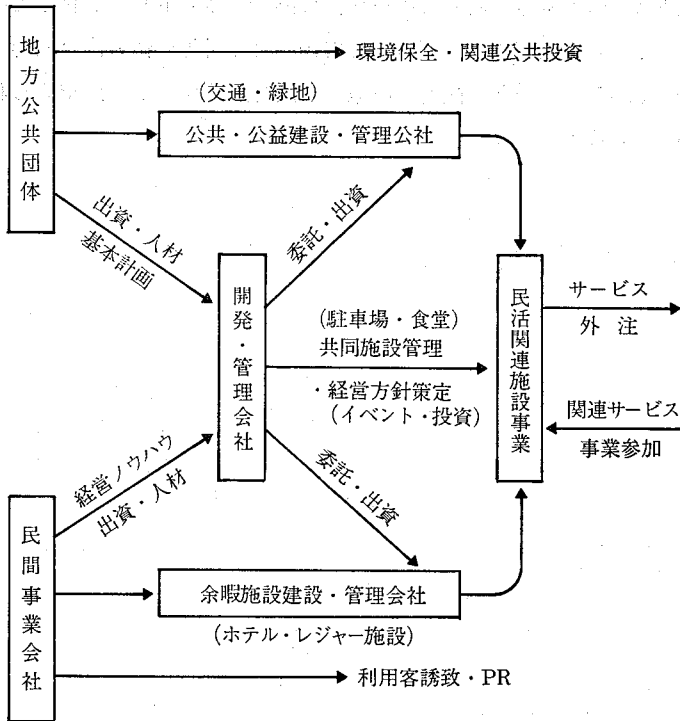 地方公共団体
環境保全・関連公共投資
(交通・緑地)
公共・公益建設・管理公社
出資・人材
基本計画
委託・出資
開発・管理会社
(駐車場・食堂)
共同施設管理
・経営方針策定
(イベント・投資)
民活関連施設事業
サービス
外注
関連サービス
事業参加
経営ノウハウ
出資・人材
委託・出資
民間事業会社
余暇施設建設・管理会社
(ホテル・レジャー施設)
利用客誘致・PR